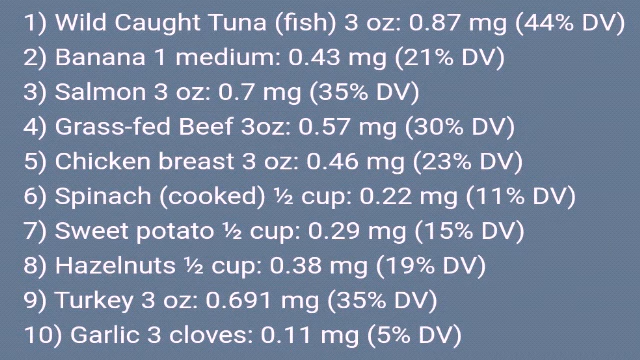 1) Wild Caught Tuna (fish) 3 oz: 0.87 mg (44% DV)
2) Banana 1 medium: 0.43 mg (21% DV)
3) Salmon 3 oz: 0.7 mg (35% DV)
4) Grass-fed Beef 3oz: 0.57 mg (30% DV)
5) Chicken breast 3 oz: 0.46 mg (23% DV)
6) Spinach (cooked) ½ cup: 0.22 mg (11% DV)
7) Sweet potato ½ cup: 0.29 mg (15% DV)
8) Hazelnuts ½ cup: 0.38 mg (19% DV)
9) Turkey 3 oz: 0.691 mg (35% DV)
10) Garlic 3 cloves: 0.11 mg (5% DV)